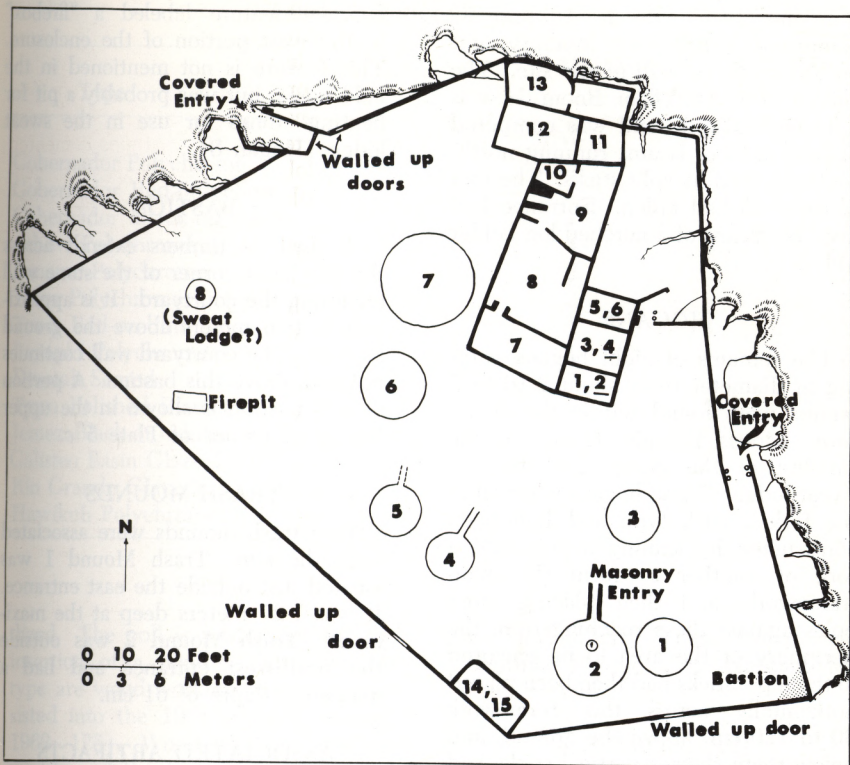 13
Covered
Entry
12
11
Walled up
doors
10
9
7
8
8
(Sweat
Lodge?)
5,6
3,4
7
1,2
6
Firepit
Covered
Entry
5
3
N
4
Masonry
Entry
Walled up
door
1
2
0 10 20 Feet
0 3 6 Meters
14,
15
Bastion
Walled up door